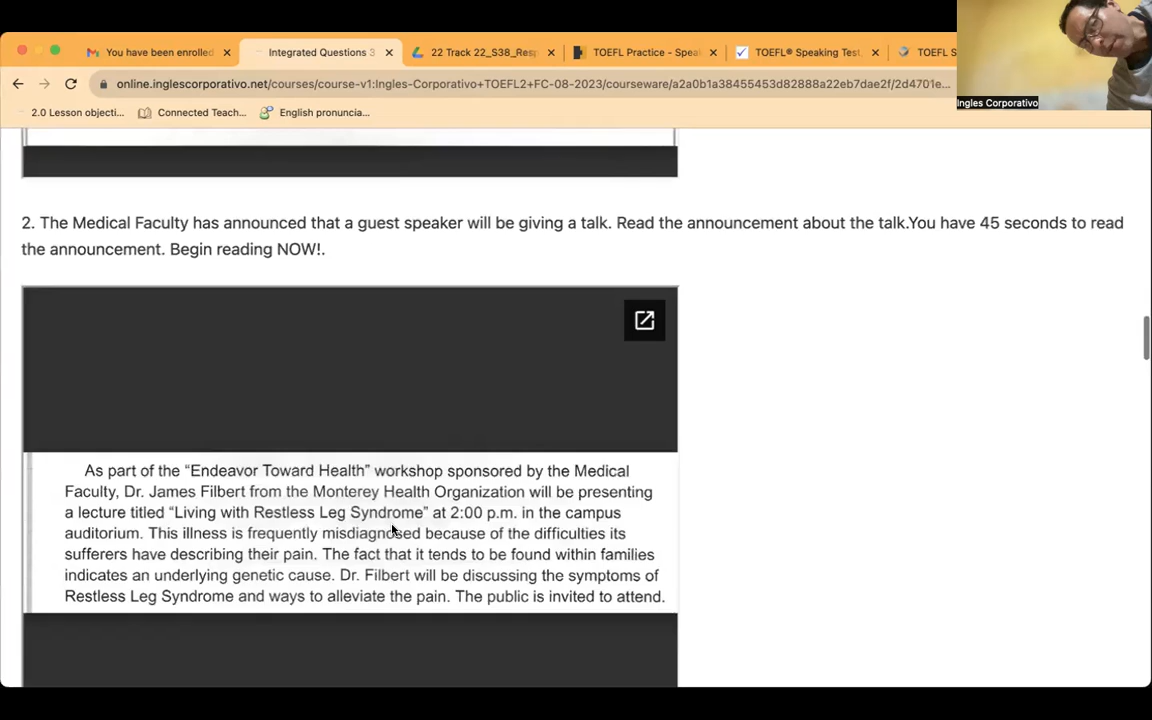 You have been enrolled
Integrated Questions 3
22 Track 22_S38_Resp
TOEFL Practice - Speak
TOEFL® Speaking Test
TOEFL S
online.inglescorporativo.net/courses/course-v1:Ingles-Corporativo+TOEFL2+FC-08-2023/courseware/a2a0b1a38455453d82888a22eb7dae2f/2d4701e...
2.0 Lesson objecti...
Connected Teach...
English pronuncia...
Ingles Corporativo
2. The Medical Faculty has announced that a guest speaker will be giving a talk. Read the announcement about the talk.You have 45 seconds to read
the announcement. Begin reading NOW!.
As part of the “Endeavor Toward Health” workshop sponsored by the Medical
Faculty, Dr. James Filbert from the Monterey Health Organization will be presenting
a lecture titled “Living with Restless Leg Syndrome” at 2:00 p.m. in the campus
auditorium. This illness is frequently misdiagnosed because of the difficulties its
sufferers have describing their pain. The fact that it tends to be found within families
indicates an underlying genetic cause. Dr. Filbert will be discussing the symptoms of
Restless Leg Syndrome and ways to alleviate the pain. The public is invited to attend.